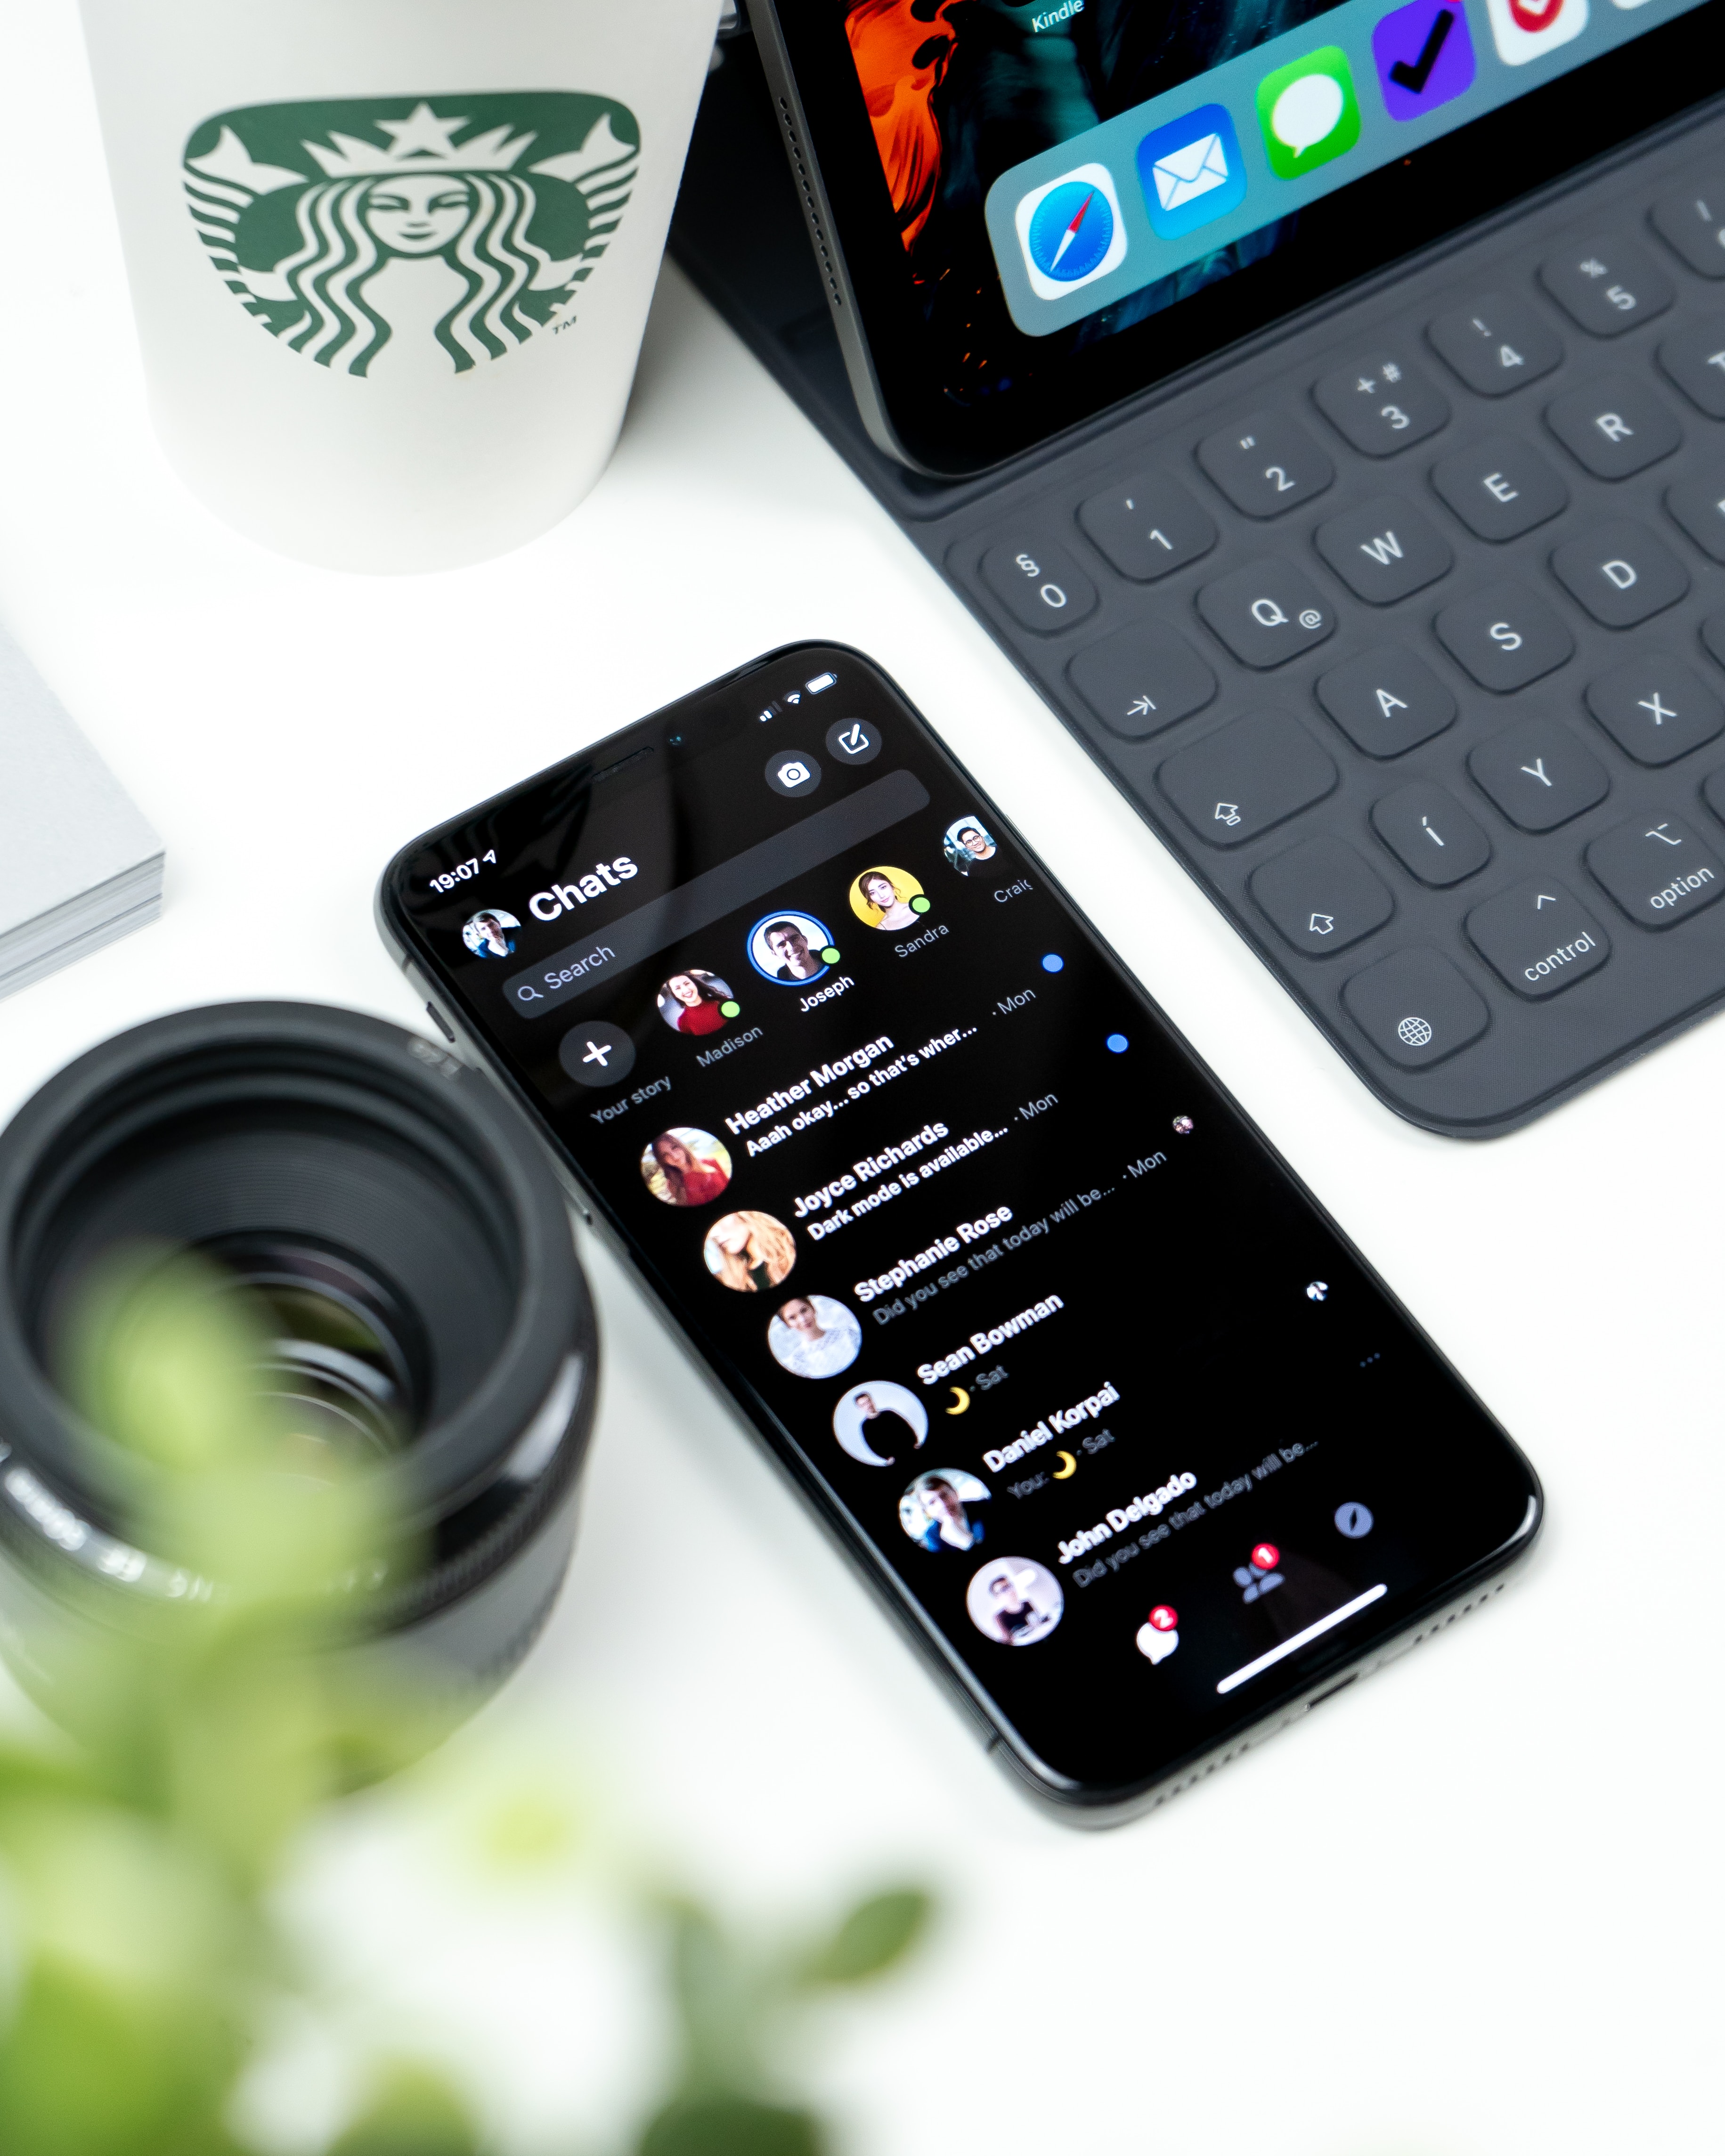 TM
Kindle
% 5
! 4
+ # 3
" 2
' 1
§ 0
R
E
W
Q @
D
S
A
X
Y
Í
option
control
19:07
Chats
Search
Your story
Madison
Joseph
Sandra
Heather Morgan
Aaah okay...so that's wher... · Mon
Joyce Richards
Dark mode is available... · Mon
Stephanie Rose
Did you see that today will be... · Mon
Sean Bowman
🌙 · Sat
Daniel Korpai
You: 🌙 · Sat
John Delgado
Did you see that today will be...
2
1